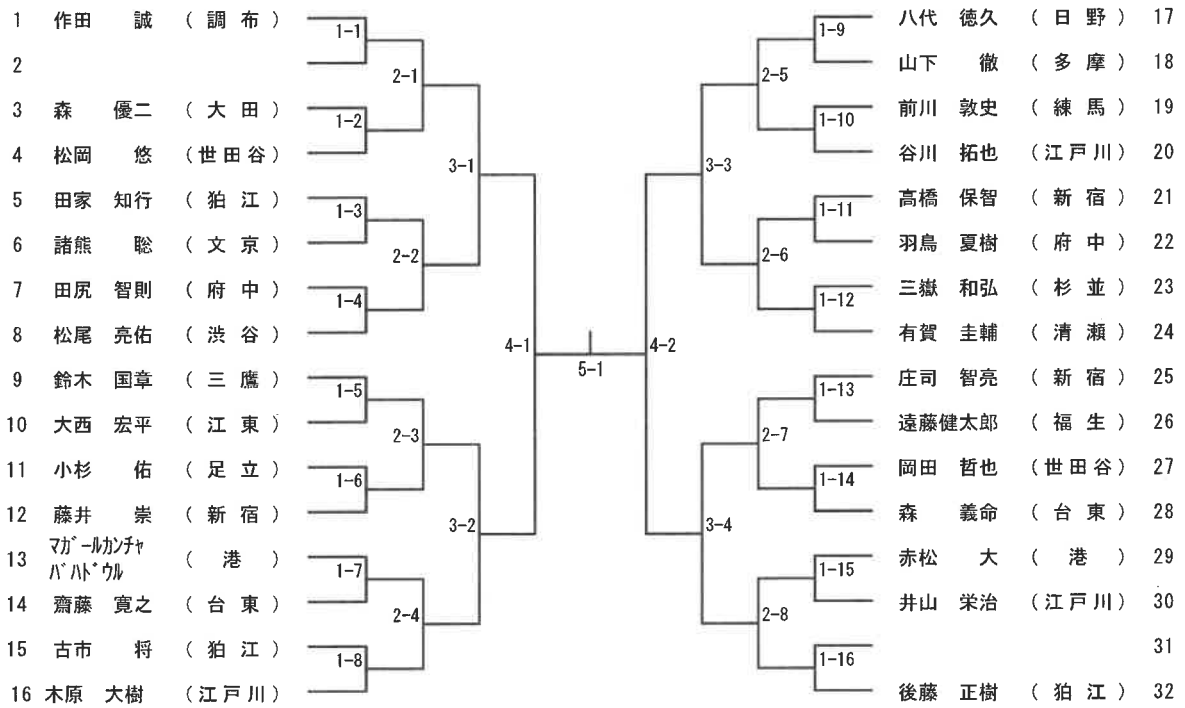 1 作田 誠 (調布)
2
3 森 優二 (大田)
4 松岡 悠 (世田谷)
5 田家 知行 (狛江)
6 諸熊 聡 (文京)
7 田尻 智則 (府中)
8 松尾 亮佑 (渋谷)
9 鈴木 国章 (三鷹)
10 大西 宏平 (江東)
11 小杉 佑 (足立)
12 藤井 崇 (新宿)
13 マガールカンチャ バハドウル (港)
14 齋藤 寛之 (台東)
15 古市 将 (狛江)
16 木原 大樹 (江戸川)
1-1
1-2
1-3
1-4
1-5
1-6
1-7
1-8
2-1
2-2
2-3
2-4
3-1
3-2
4-1
5-1
4-2
3-3
3-4
2-5
2-6
2-7
2-8
1-9
1-10
1-11
1-12
1-13
1-14
1-15
1-16
八代 徳久 (日野) 17
山下 徹 (多摩) 18
前川 敦史 (練馬) 19
谷川 拓也 (江戸川) 20
高橋 保智 (新宿) 21
羽鳥 夏樹 (府中) 22
三嶽 和弘 (杉並) 23
有賀 圭輔 (清瀬) 24
庄司 智亮 (新宿) 25
遠藤健太郎 (福生) 26
岡田 哲也 (世田谷) 27
森 義命 (台東) 28
赤松 大 (港) 29
井山 栄治 (江戸川) 30
31
後藤 正樹 (狛江) 32